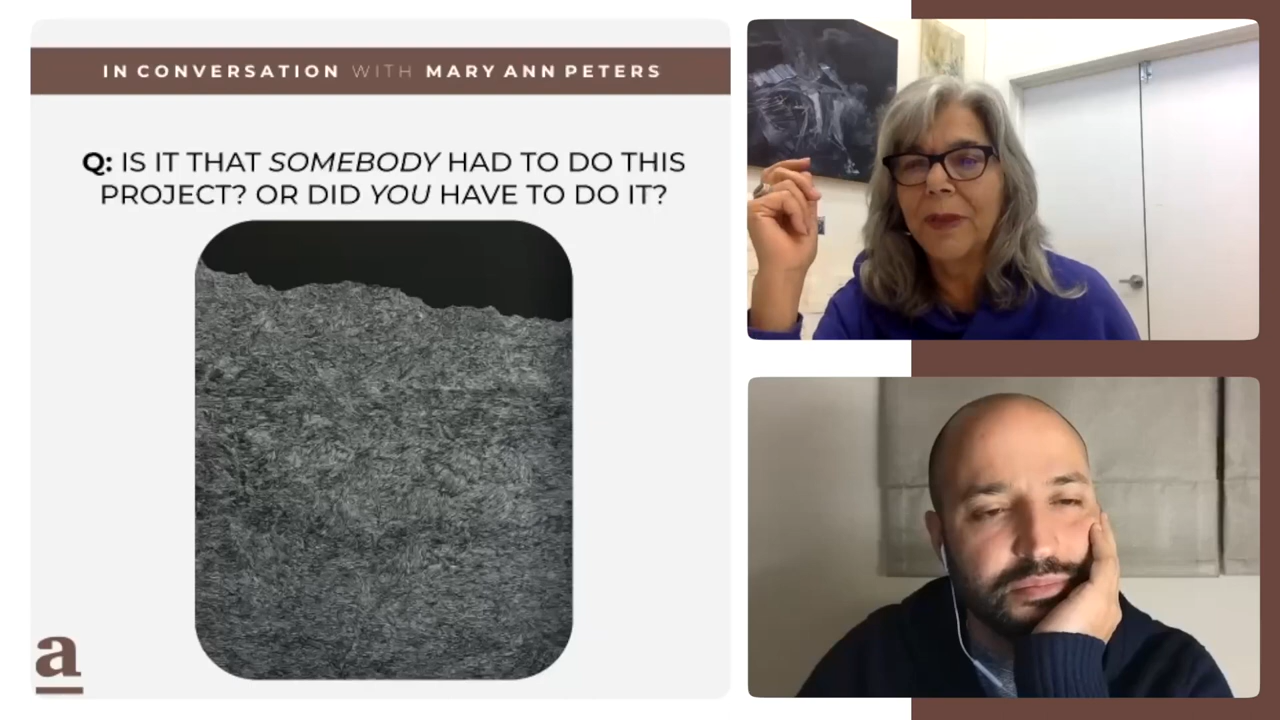 IN CONVERSATION WITH MARY ANN PETERS
Q: IS IT THAT SOMEBODY HAD TO DO THIS
PROJECT? OR DID YOU HAVE TO DO IT?
a